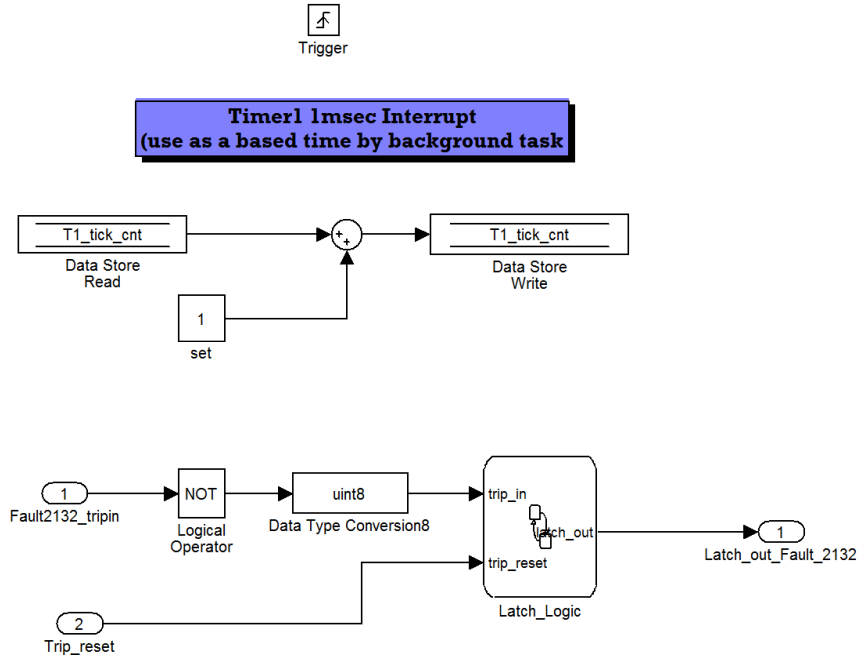 Trigger
Timer1 1msec Interrupt
(use as a based time by background task
T1_tick_cnt
Data Store
Read
+
+
T1_tick_cnt
Data Store
Write
1
set
1
Fault2132_tripin
NOT
Logical
Operator
uint8
Data Type Conversion8
trip_in
latch_out
trip_reset
Latch_Logic
1
Latch_out_Fault_2132
2
Trip_reset